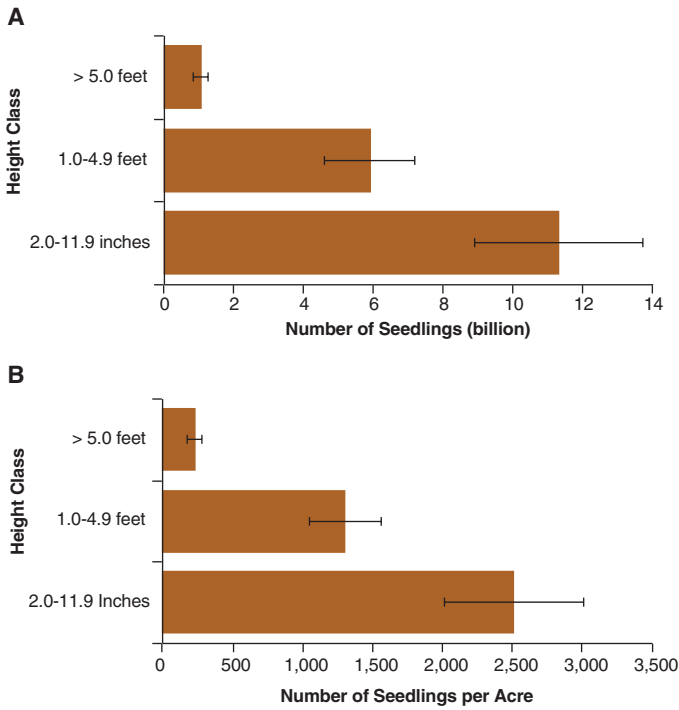 A
Height Class
> 5.0 feet
1.0-4.9 feet
2.0-11.9 inches
0 2 4 6 8 10 12 14
Number of Seedlings (billion)
B
Height Class
> 5.0 feet
1.0-4.9 feet
2.0-11.9 Inches
0 500 1,000 1,500 2,000 2,500 3,000 3,500
Number of Seedlings per Acre